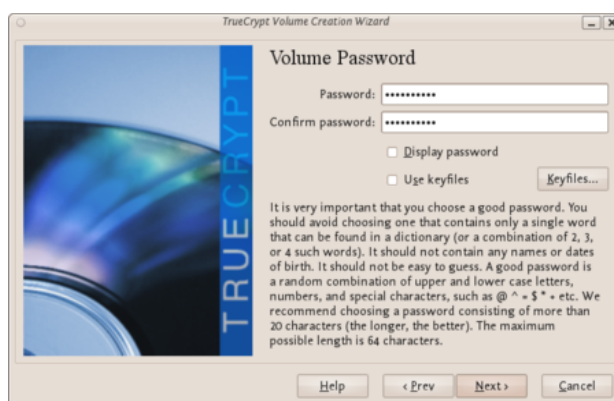 TrueCrypt Volume Creation Wizard
TRUECRYPT
Volume Password
Password: ••••••••••
Confirm password: ••••••••••
Display password
Use keyfiles
Keyfiles...
It is very important that you choose a good password. You
should avoid choosing one that contains only a single word
that can be found in a dictionary (or a combination of 2, 3,
or 4 such words). It should not contain any names or dates
of birth. It should not be easy to guess. A good password is
a random combination of upper and lower case letters,
numbers, and special characters, such as @ ^ = $ * + etc. We
recommend choosing a password consisting of more than
20 characters (the longer, the better). The maximum
possible length is 64 characters.
Help
< Prev
Next >
Cancel